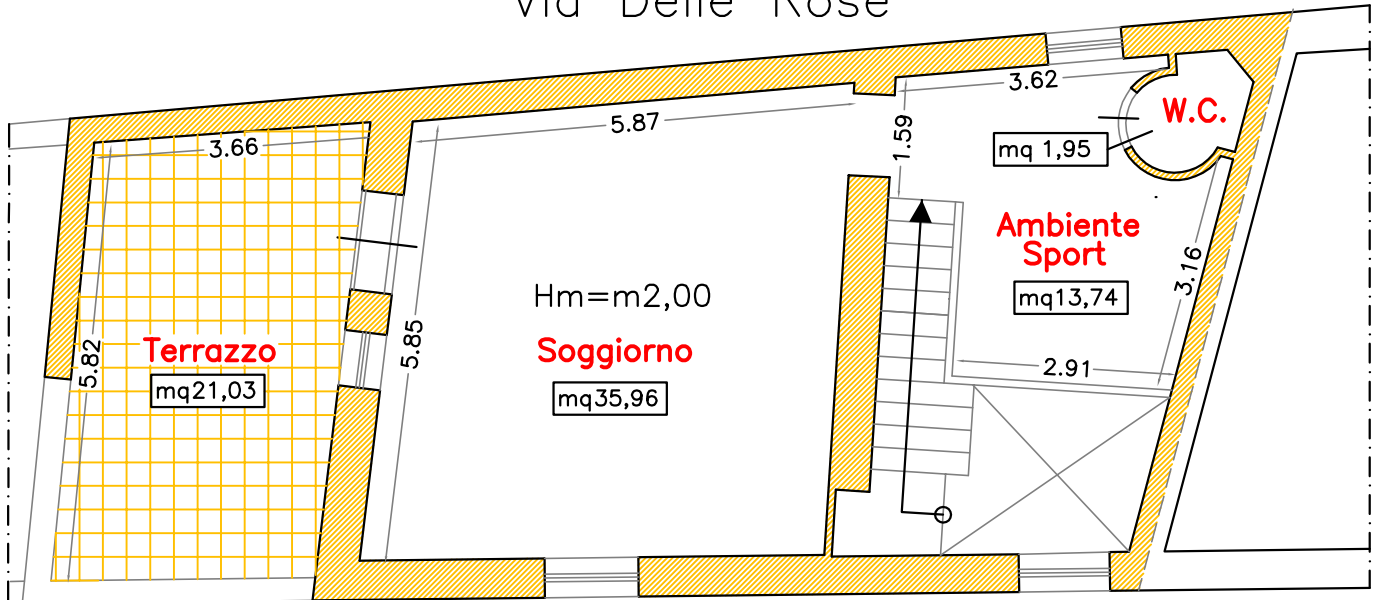 Via Delle Rose
3.62
W.C.
5.87
1.59
3.66
mq 1,95
Ambiente
Sport
3.16
mq13,74
Hm=m2,00
5.82
Terrazzo
5.85
Soggiorno
2.91
mq21,03
mq35,96